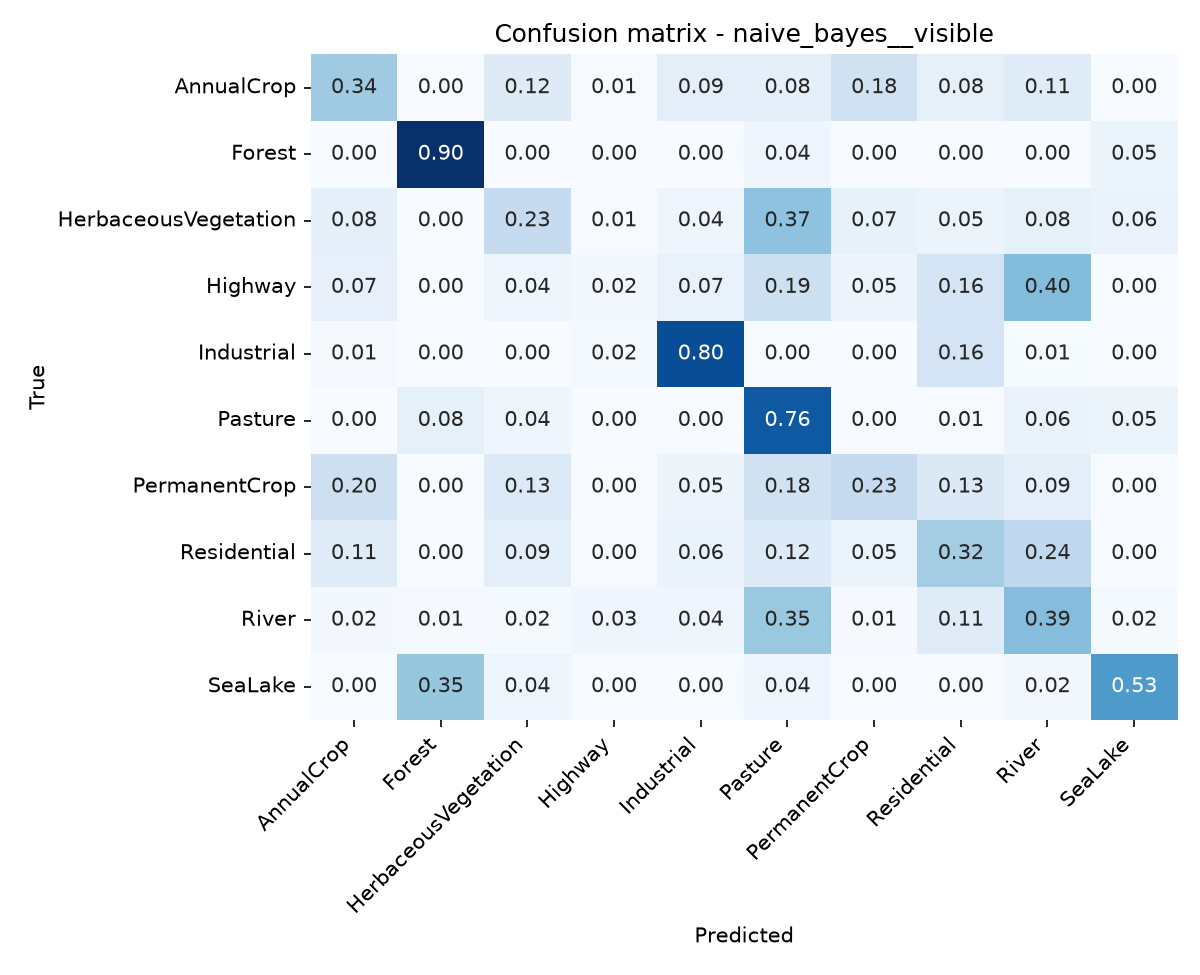 Confusion matrix - naive_bayes__visible
AnnualCrop 0.34 0.00 0.12 0.01 0.09 0.08 0.18 0.08 0.11 0.00
Forest 0.00 0.90 0.00 0.00 0.00 0.04 0.00 0.00 0.00 0.05
HerbaceousVegetation 0.08 0.00 0.23 0.01 0.04 0.37 0.07 0.05 0.08 0.06
Highway 0.07 0.00 0.04 0.02 0.07 0.19 0.05 0.16 0.40 0.00
Industrial 0.01 0.00 0.00 0.02 0.80 0.00 0.00 0.16 0.01 0.00
Pasture 0.00 0.08 0.04 0.00 0.00 0.76 0.00 0.01 0.06 0.05
PermanentCrop 0.20 0.00 0.13 0.00 0.05 0.18 0.23 0.13 0.09 0.00
Residential 0.11 0.00 0.09 0.00 0.06 0.12 0.05 0.32 0.24 0.00
River 0.02 0.01 0.02 0.03 0.04 0.35 0.01 0.11 0.39 0.02
SeaLake 0.00 0.35 0.04 0.00 0.00 0.04 0.00 0.00 0.02 0.53
True
AnnualCrop Forest HerbaceousVegetation Highway Industrial Pasture PermanentCrop Residential River SeaLake
Predicted